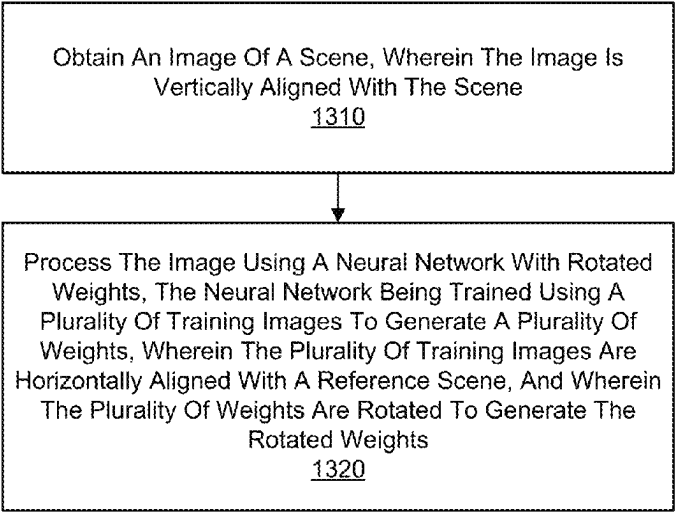 Obtain An Image Of A Scene, Wherein The Image Is
Vertically Aligned With The Scene
1310
Process The Image Using A Neural Network With Rotated
Weights, The Neural Network Being Trained Using A
Plurality Of Training Images To Generate A Plurality Of
Weights, Wherein The Plurality Of Training Images Are
Horizontally Aligned With A Reference Scene, And Wherein
The Plurality Of Weights Are Rotated To Generate The
Rotated Weights
1320